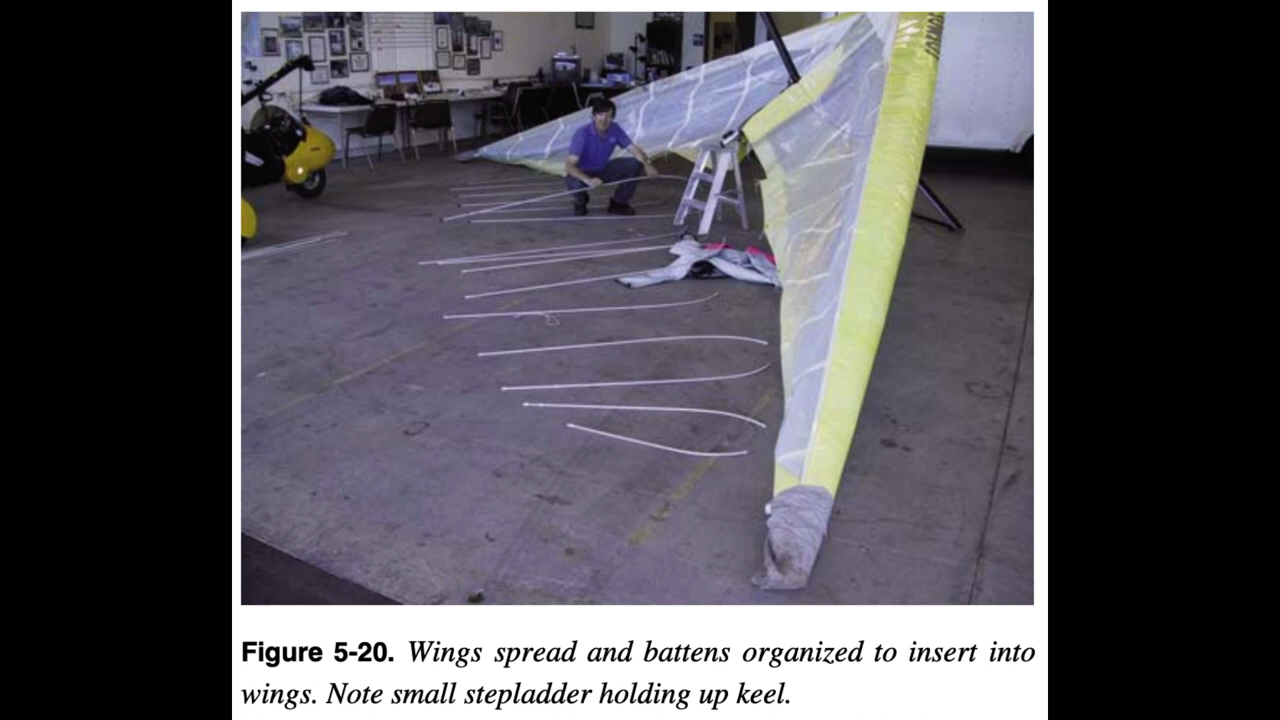 Figure 5-20. Wings spread and battens organized to insert into
wings. Note small stepladder holding up keel.